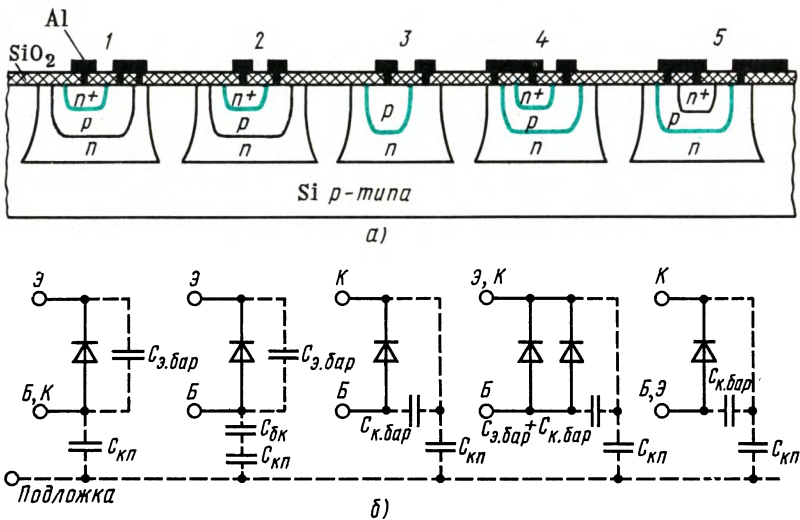 Al 1 2 3 4 5
SiO2
n+ n+ p n+ n+
p p p p
n n n n n
Si p-типа
а)
Э Э К Э, К К
Cэ.бар Cэ.бар Cк.бар
Б, К Б Б Б Б,Э
Cбк Cк.бар Cэ.бар+Cк.бар
Cкп Cкп Cкп Cкп Cкп
Подложка
б)